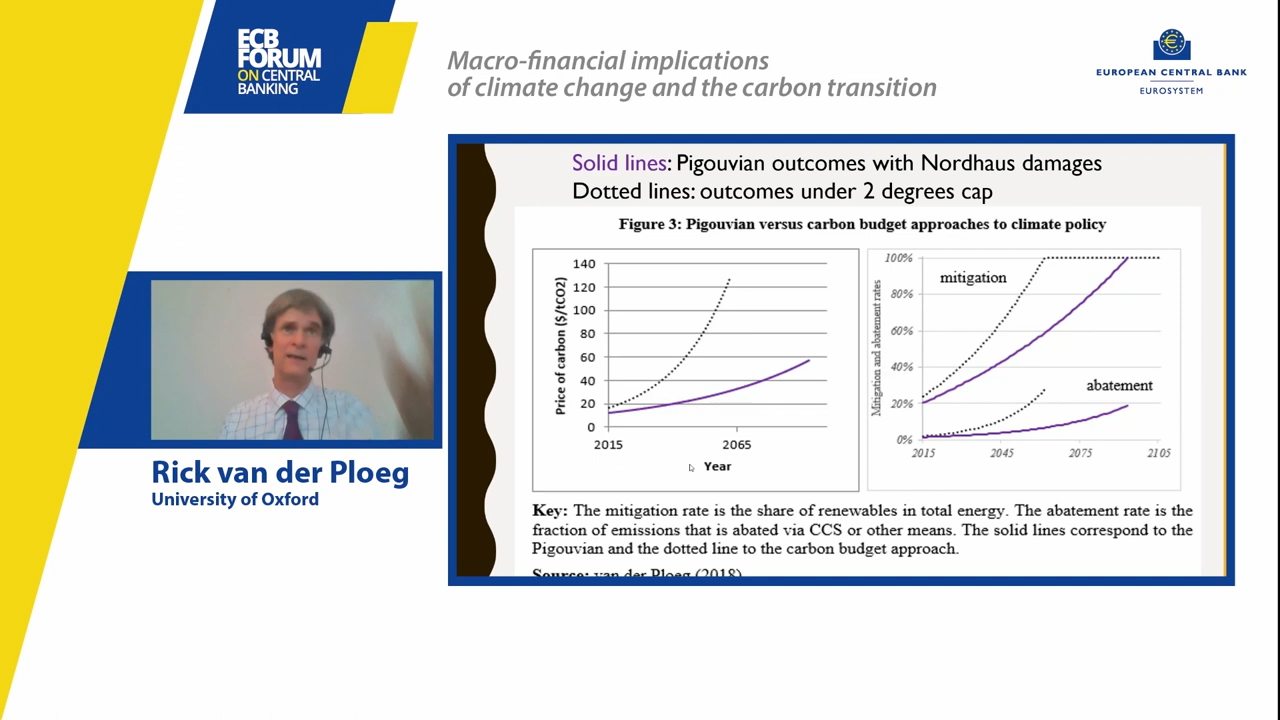 ECB
FORUM
ON CENTRAL
BANKING
Macro-financial implications
of climate change and the carbon transition
EUROPEAN CENTRAL BANK
EUROSYSTEM
Solid lines: Pigouvian outcomes with Nordhaus damages
Dotted lines: outcomes under 2 degrees cap
Figure 3: Pigouvian versus carbon budget approaches to climate policy
Price of carbon ($/tCO2)
140
120
100
80
60
40
20
0
2015
2065
Year
Mitigation and abatement rates
100%
80%
60%
40%
20%
0%
mitigation
abatement
2015
2045
2075
2105
Key: The mitigation rate is the share of renewables in total energy. The abatement rate is the
fraction of emissions that is abated via CCS or other means. The solid lines correspond to the
Pigouvian and the dotted line to the carbon budget approach.
Source: van der Ploeg (2018)
Rick van der Ploeg
University of Oxford